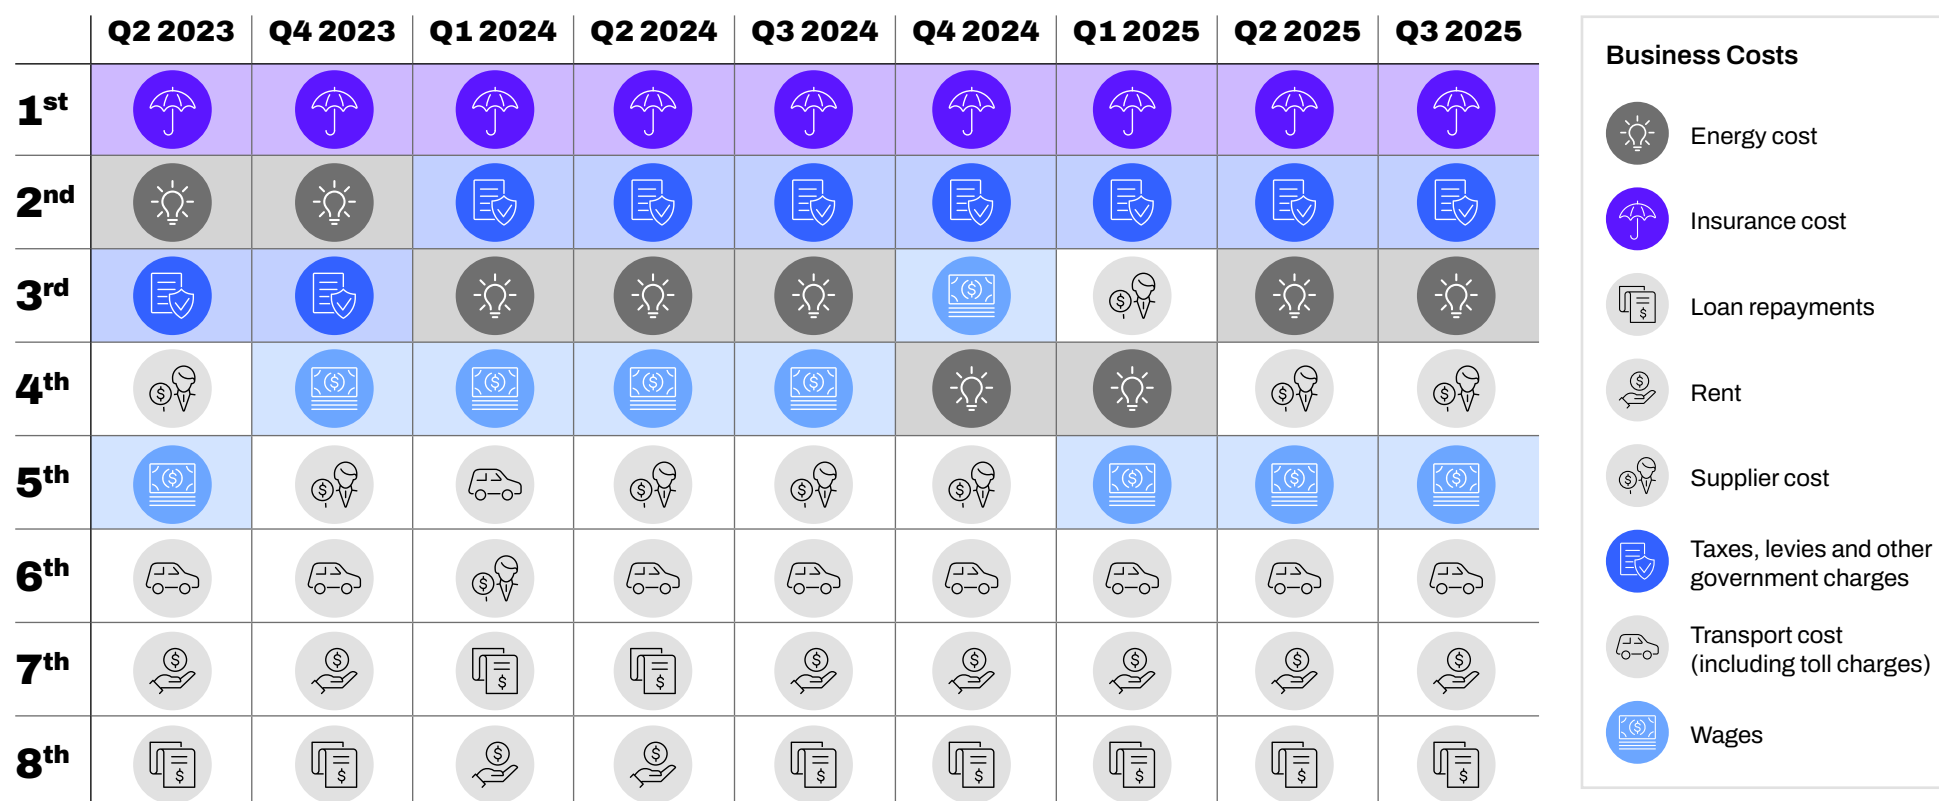 Q2 2023 Q4 2023 Q1 2024 Q2 2024 Q3 2024 Q4 2024 Q1 2025 Q2 2025 Q3 2025
1st
2nd
3rd
4th
5th
6th
7th
8th
Business Costs
Energy cost
Insurance cost
Loan repayments
Rent
Supplier cost
Taxes, levies and other
government charges
Transport cost
(including toll charges)
Wages